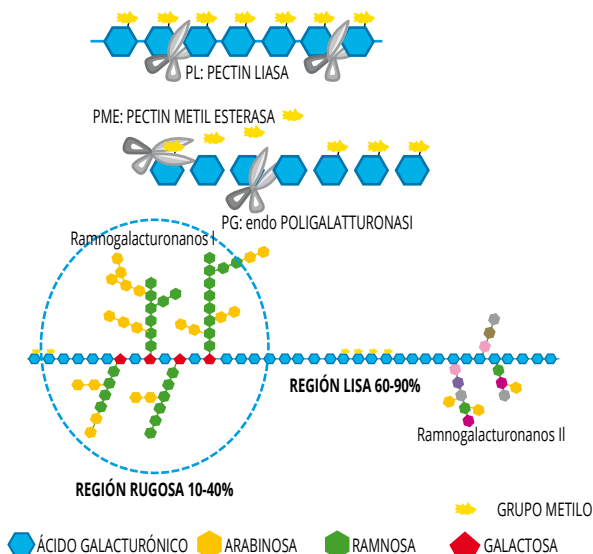 PL: PECTIN LIASA
PME: PECTIN METIL ESTERASA
PG: endo POLIGALATTURONASI
Ramnogalacturonanos I
REGIÓN LISA 60-90%
Ramnogalacturonanos II
REGIÓN RUGOSA 10-40%
GRUPO METILO
ÁCIDO GALACTURÓNICO
ARABINOSA
RAMNOSA
GALACTOSA